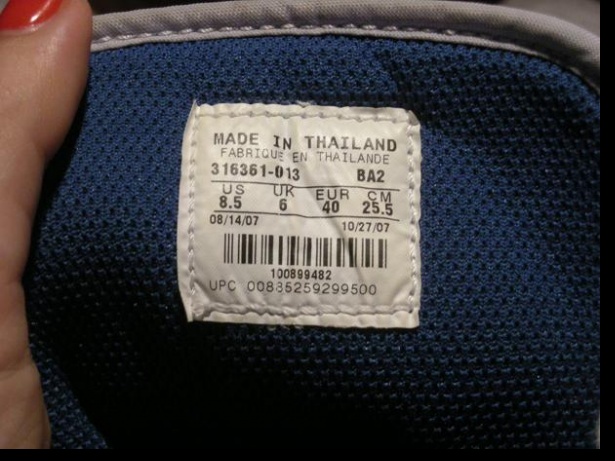 MADE IN THAILAND
FABRIQUE EN THAILANDE
316361-013 BA2
US UK EUR CM
8.5 6 40 25.5
08/14/07 10/27/07
100899482
UPC 00885259299500